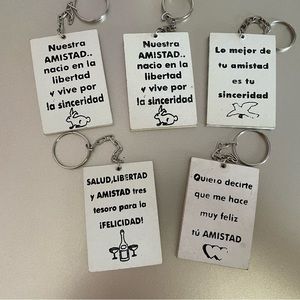 Nuestra
AMISTAD..
nacio en la
libertad
y vive por
la sinceridad
Nuestra
AMISTAD..
nacio en la
libertad
y vive por
la sinceridad
Lo mejor de
tu amistad
es tu
sinceridad
SALUD,LIBERTAD
y AMISTAD tres
tesoro para la
¡FELICIDAD!
Quiero decirte
que me hace
muy feliz
tú AMISTAD